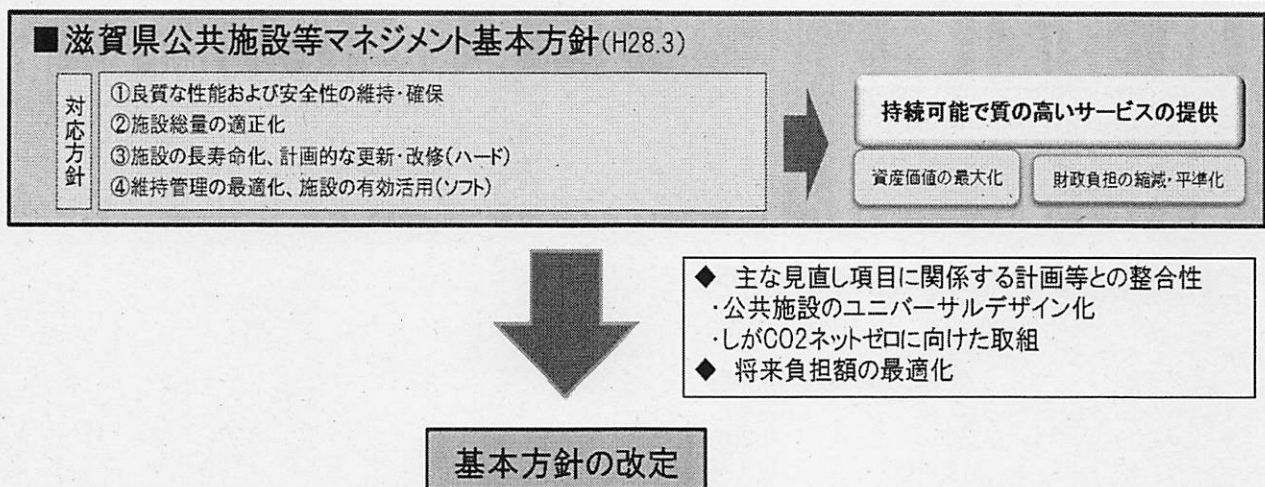 ■滋賀県公共施設等マネジメント基本方針(H28.3)
対応方針
①良質な性能および安全性の維持・確保
②施設総量の適正化
③施設の長寿命化、計画的な更新・改修(ハード)
④維持管理の最適化、施設の有効活用(ソフト)
持続可能で質の高いサービスの提供
資産価値の最大化
財政負担の縮減・平準化
◆ 主な見直し項目に関係する計画等との整合性
・公共施設のユニバーサルデザイン化
・しがCO2ネットゼロに向けた取組
◆ 将来負担額の最適化
基本方針の改定